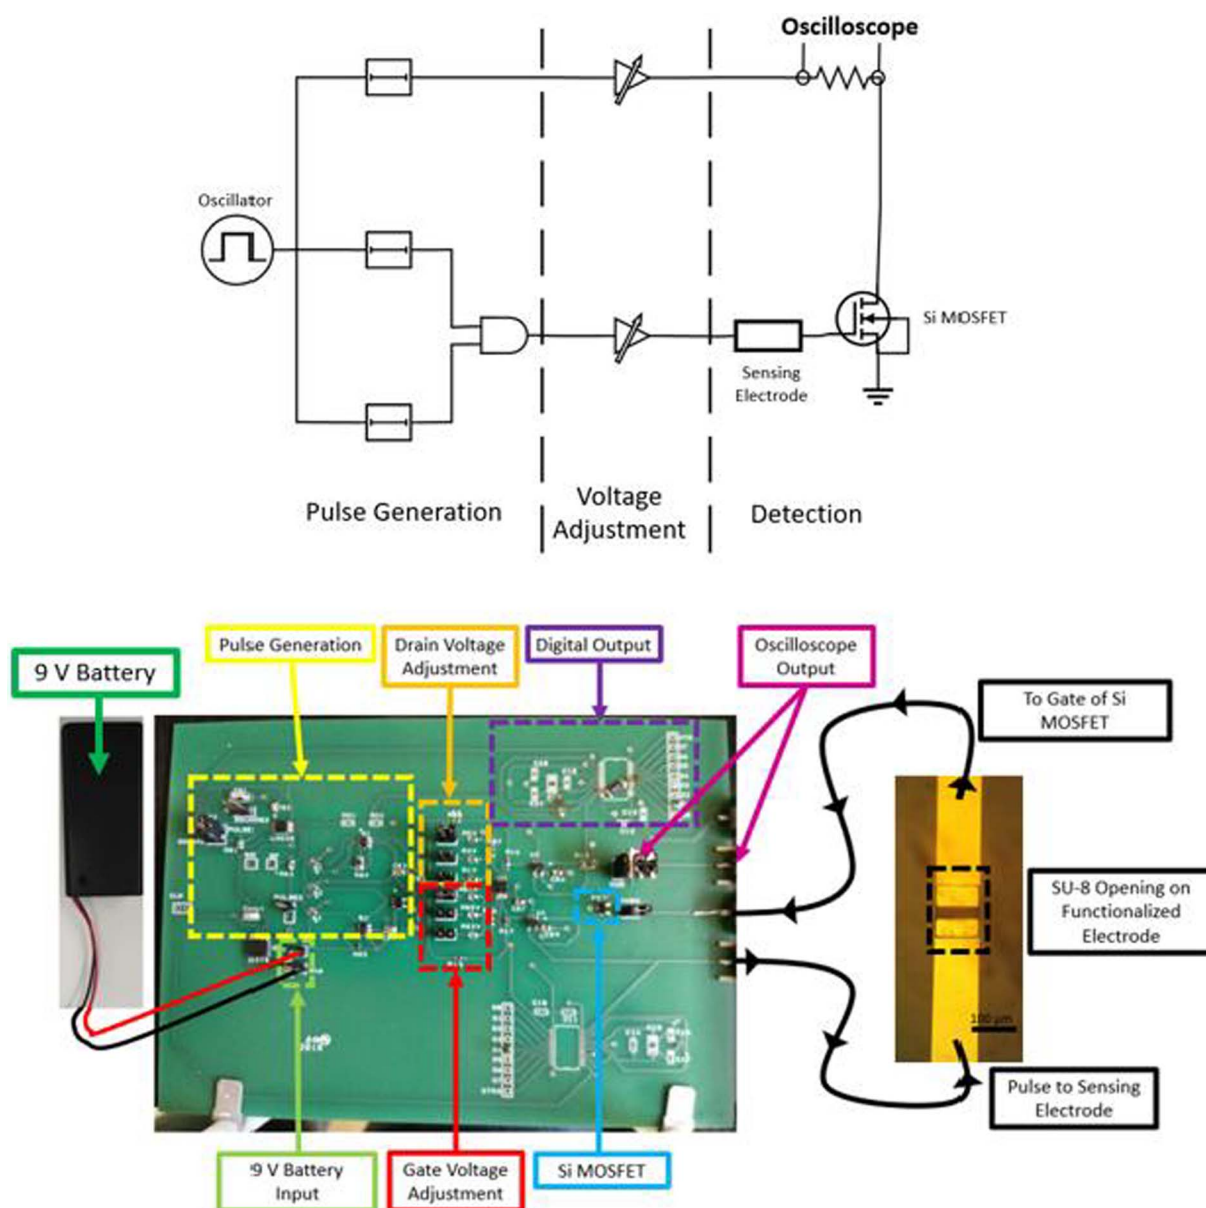 Oscilloscope
Oscillator
Si MOSFET
Sensing
Electrode
Pulse Generation
Voltage
Adjustment
Detection
Pulse Generation
Drain Voltage
Adjustment
Digital Output
Oscilloscope
Output
9 V Battery
To Gate of Si
MOSFET
SU-8 Opening on
Functionalized
Electrode
100 µm
Pulse to Sensing
Electrode
9 V Battery
Input
Gate Voltage
Adjustment
Si MOSFET